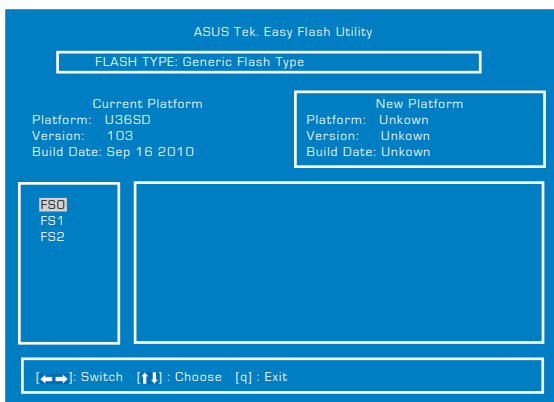 ASUS Tek. Easy Flash Utility
FLASH TYPE: Generic Flash Type
Current Platform
Platform: U36SD
Version: 103
Build Date: Sep 16 2010
New Platform
Platform: Unkown
Version: Unkown
Build Date: Unkown
FS0
FS1
FS2
[←→]: Switch [↑↓] : Choose [q] : Exit